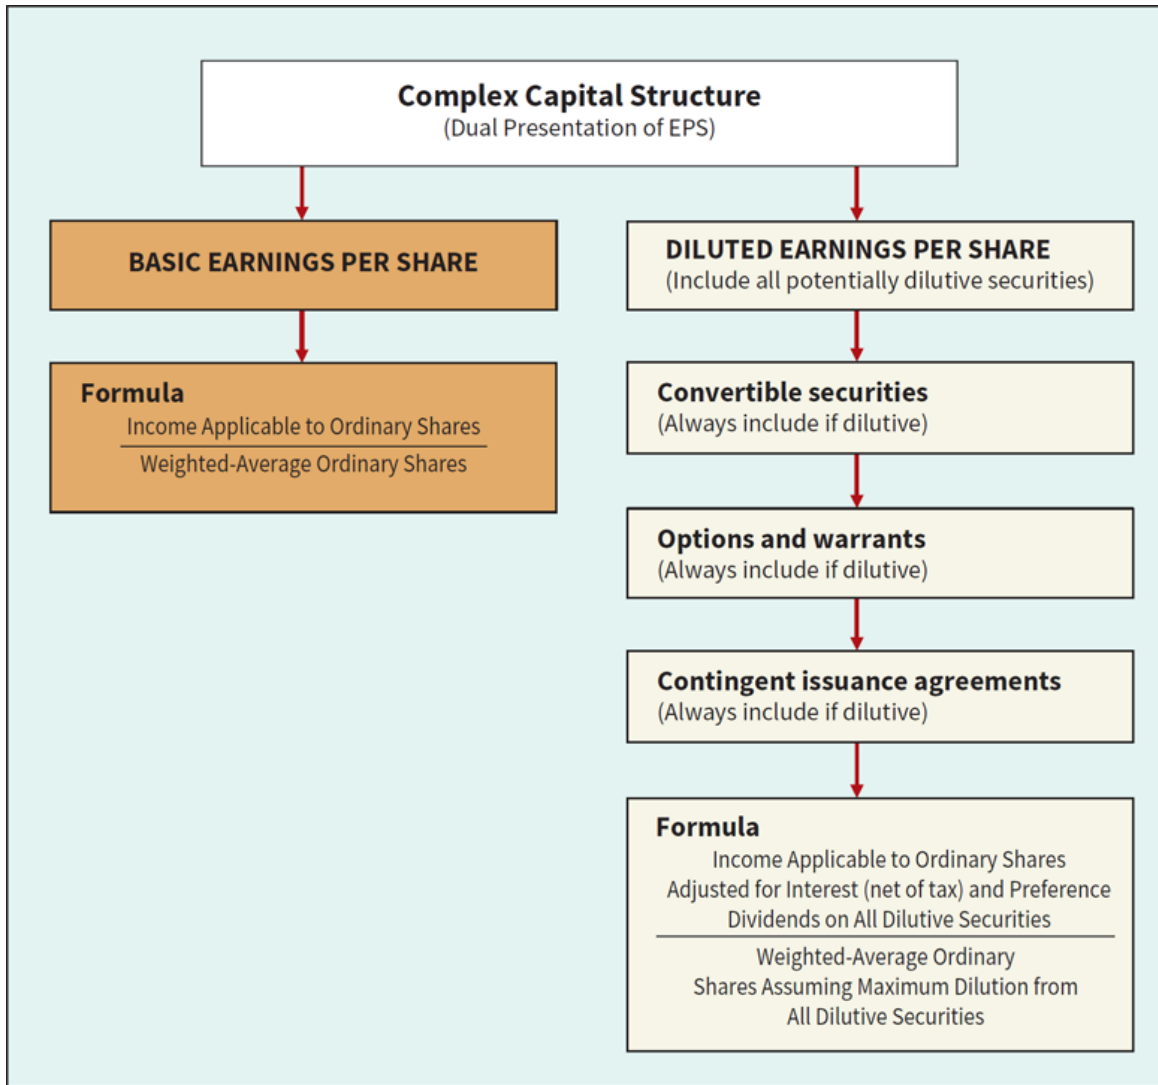 Complex Capital Structure
(Dual Presentation of EPS)
BASIC EARNINGS PER SHARE
Formula
Income Applicable to Ordinary Shares
Weighted-Average Ordinary Shares
DILUTED EARNINGS PER SHARE
(Include all potentially dilutive securities)
Convertible securities
(Always include if dilutive)
Options and warrants
(Always include if dilutive)
Contingent issuance agreements
(Always include if dilutive)
Formula
Income Applicable to Ordinary Shares
Adjusted for Interest (net of tax) and Preference
Dividends on All Dilutive Securities
Weighted-Average Ordinary
Shares Assuming Maximum Dilution from
All Dilutive Securities